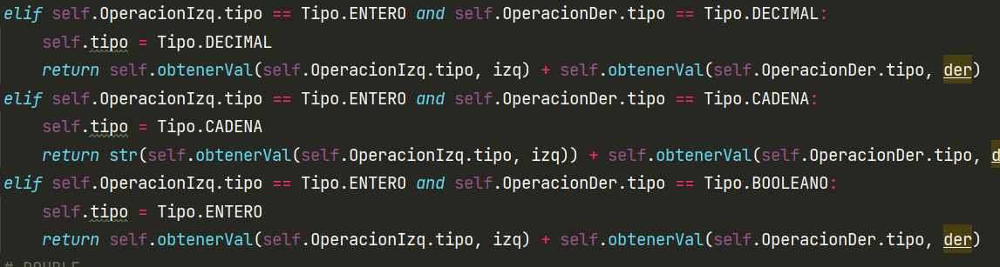 elif self.OperacionIzq.tipo == Tipo.ENTERO and self.OperacionDer.tipo == Tipo.DECIMAL:
self.tipo = Tipo.DECIMAL
return self.obtenerVal(self.OperacionIzq.tipo, izq) + self.obtenerVal(self.OperacionDer.tipo, der)
elif self.OperacionIzq.tipo == Tipo.ENTERO and self.OperacionDer.tipo == Tipo.CADENA:
self.tipo = Tipo.CADENA
return str(self.obtenerVal(self.OperacionIzq.tipo, izq)) + self.obtenerVal(self.OperacionDer.tipo,
elif self.OperacionIzq.tipo == Tipo.ENTERO and self.OperacionDer.tipo == Tipo.BOOLEANO:
self.tipo = Tipo.ENTERO
return self.obtenerVal(self.OperacionIzq.tipo, izq) + self.obtenerVal(self.OperacionDer.tipo, der)